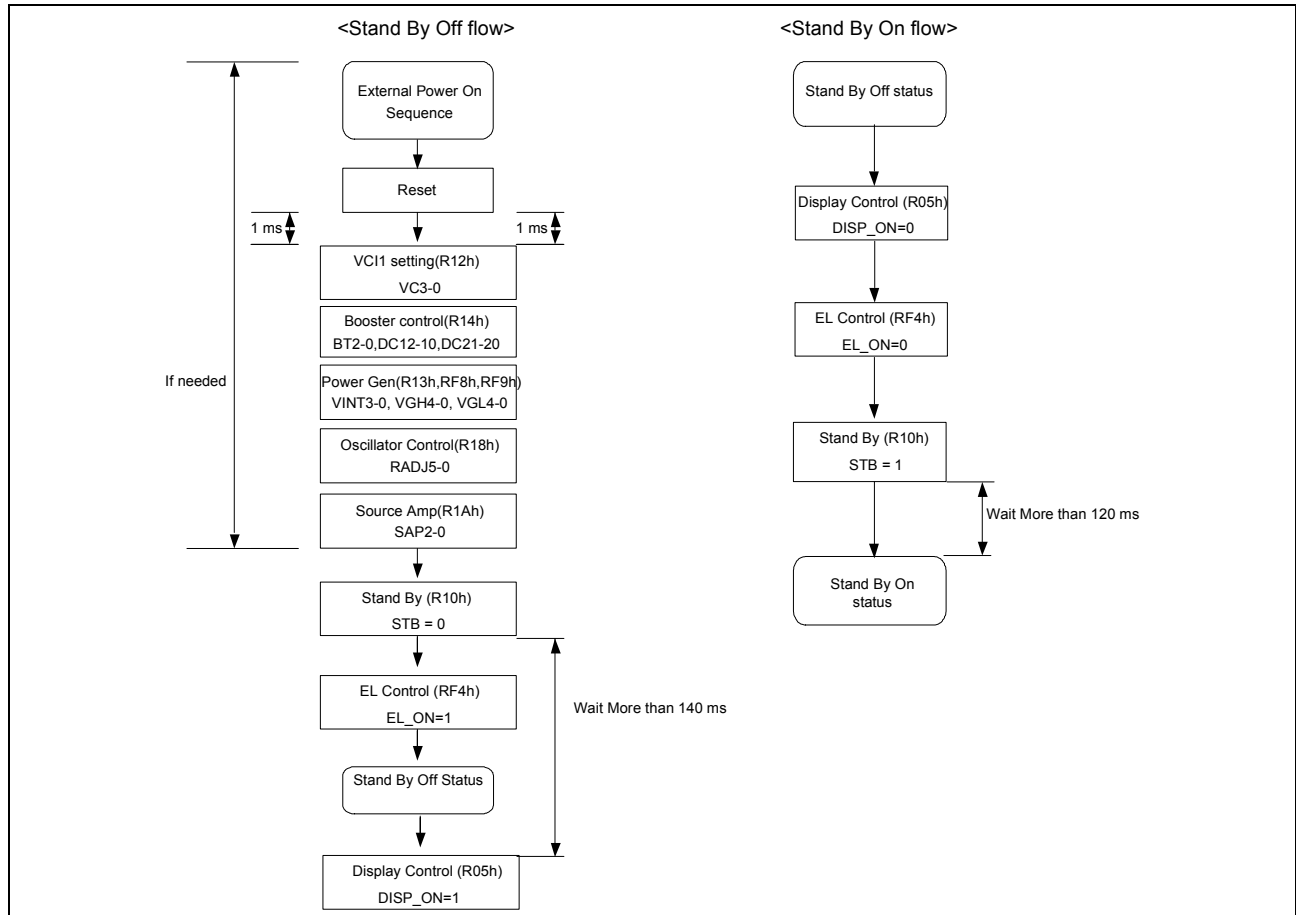 <Stand By Off flow>
External Power On
Sequence
Reset
1 ms
1 ms
VCI1 setting(R12h)
VC3-0
Booster control(R14h)
BT2-0,DC12-10,DC21-20
If needed
Power Gen(R13h,RF8h,RF9h)
VINT3-0, VGH4-0, VGL4-0
Oscillator Control(R18h)
RADJ5-0
Source Amp(R1Ah)
SAP2-0
Stand By (R10h)
STB = 0
EL Control (RF4h)
EL_ON=1
Wait More than 140 ms
Stand By Off Status
Display Control (R05h)
DISP_ON=1
<Stand By On flow>
Stand By Off status
Display Control (R05h)
DISP_ON=0
EL Control (RF4h)
EL_ON=0
Stand By (R10h)
STB = 1
Wait More than 120 ms
Stand By On
status